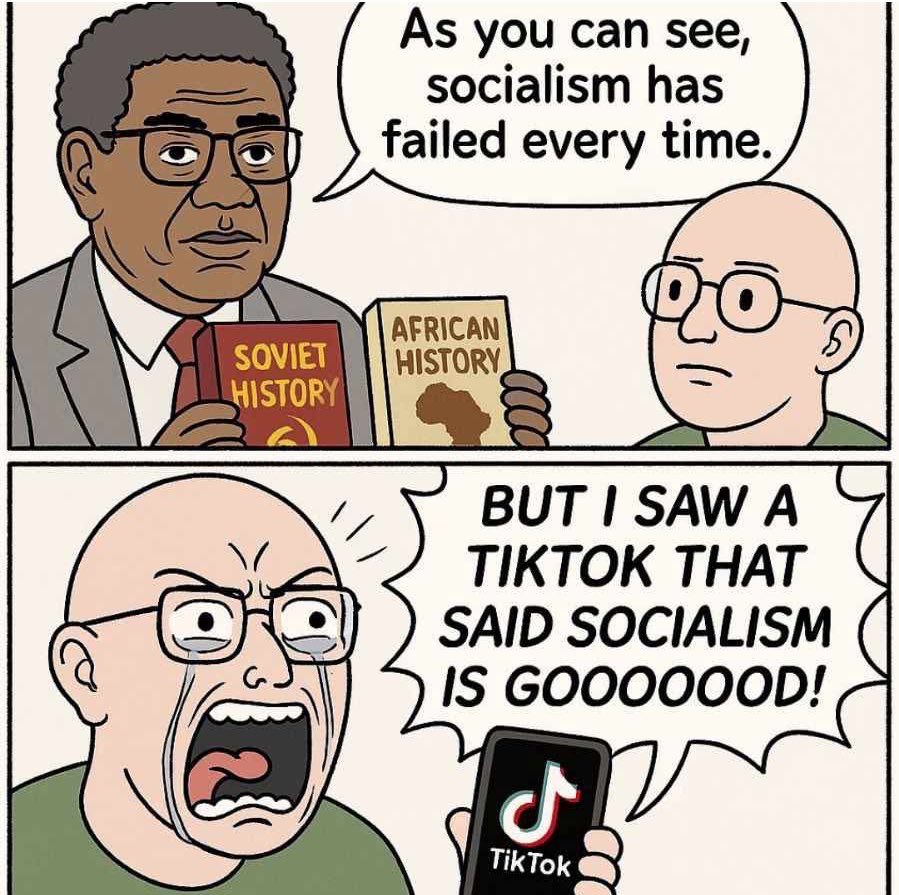 As you can see,
socialism has
failed every time.
SOVIET
HISTORY
AFRICAN
HISTORY
BUT I SAW A
TIKTOK THAT
SAID SOCIALISM
IS GOOOOOOD!
TikTok